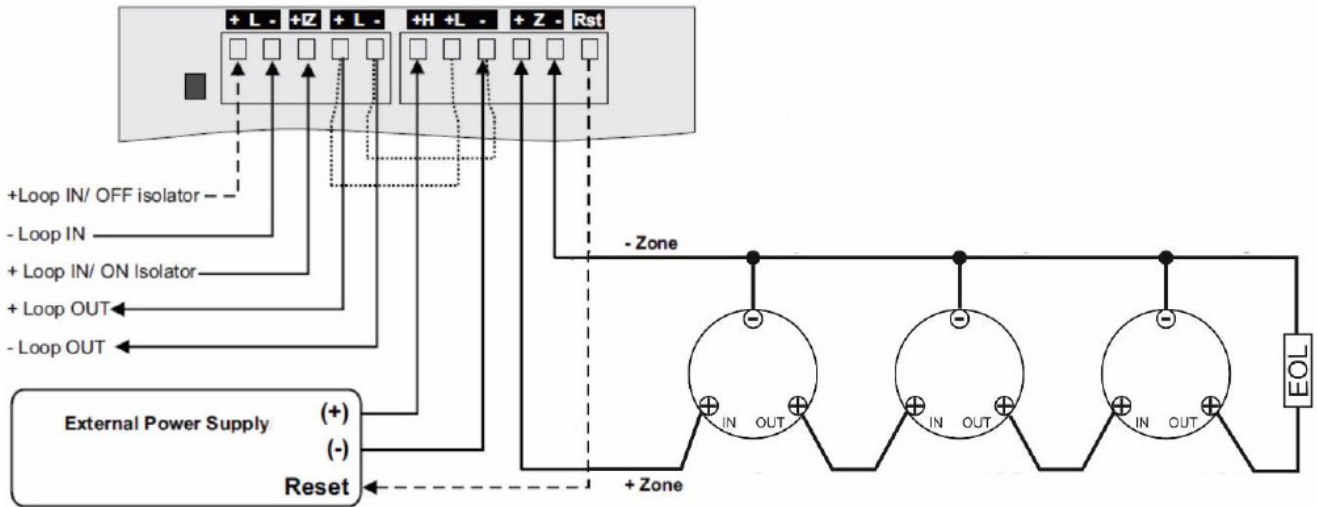 + L - +IZ + L - +H +L - + Z - Rst
+Loop IN/ OFF isolator
- Loop IN
+ Loop IN/ ON Isolator
+ Loop OUT
- Loop OUT
External Power Supply
(+)
(-)
Reset
- Zone
+ Zone
- - -
+ IN OUT + + IN OUT + + IN OUT +
EOL